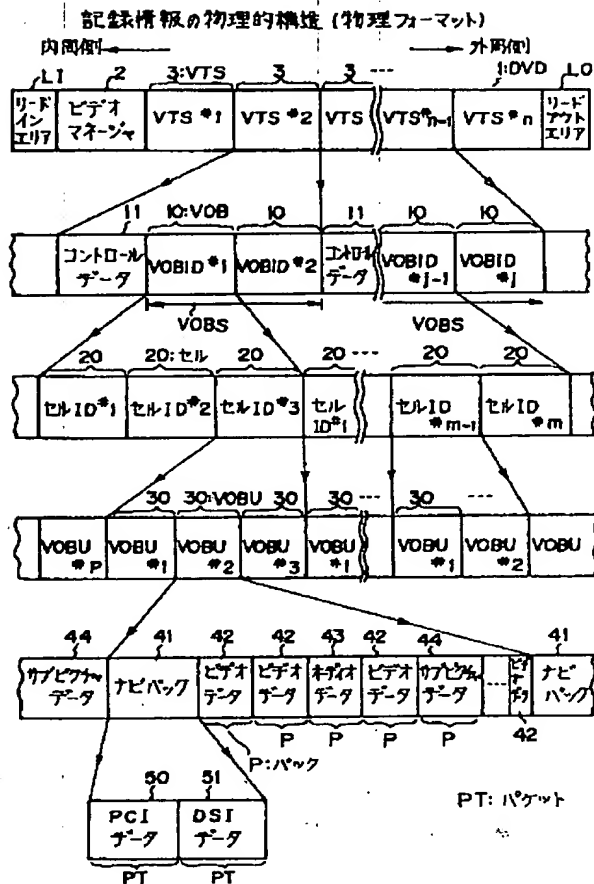 記録情報の物理的構造 (物理フォーマット)
内周側 外周側
LI 2 3:VTS 3 3 --- 1:DVD LO
リードインエリア ビデオマネージャ VTS #1 VTS #2 VTS VTS #n-1 VTS #n リードアウトエリア
11 10:VOB 10 11 10 10
コントロールデータ VOBID #1 VOBID #2 コントロールデータ VOBID #j-1 VOBID #j
VOBS VOBS
20 20:セル 20 20 --- 20 20
セルID #1 セルID #2 セルID #3 セルID #1 セルID #m-1 セルID #m
30 30:VOBU 30 30 --- 30 ---
VOBU #P VOBU #1 VOBU #2 VOBU #3 VOBU #1 VOBU #1 VOBU #2 VOBU
44 41 42 42 43 42 44 41
サブピクチャデータ ナビパック ビデオデータ ビデオデータ オーディオデータ ビデオデータ サブピクチャデータ --- ビデオデータ ナビパック
42
P P P P
P:パック
50 51
PCIデータ DSIデータ
PT PT
PT: パケット